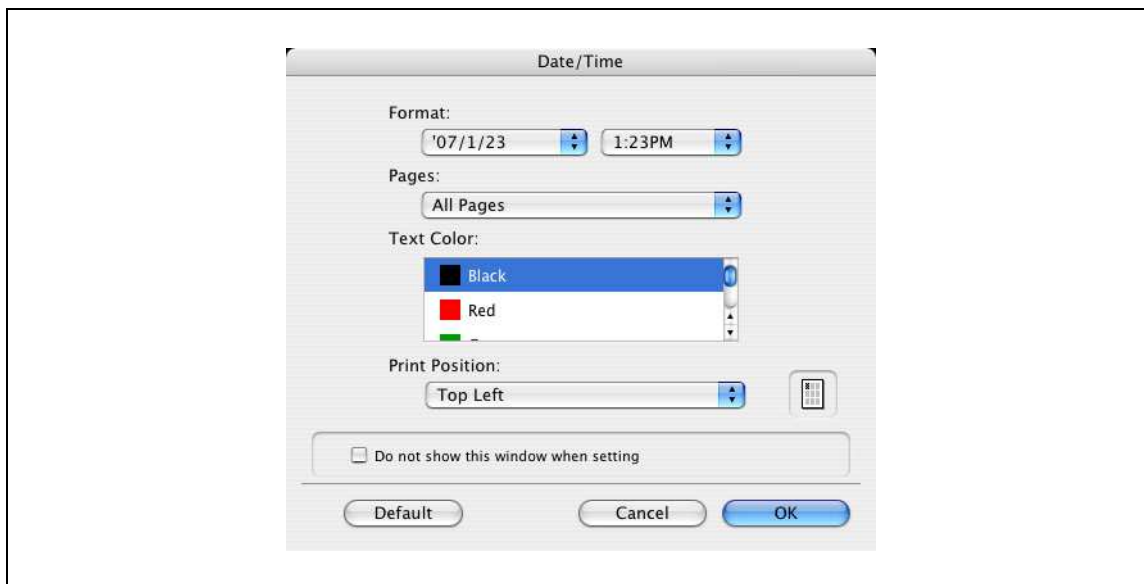 Date/Time
Format:
'07/1/23 1:23PM
Pages:
All Pages
Text Color:
Black
Red
Print Position:
Top Left
Do not show this window when setting
Default Cancel OK